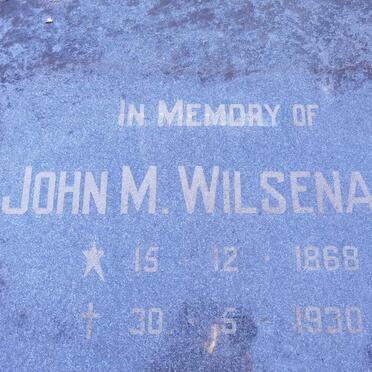 IN MEMORY OF
JOHN M. WILSENA
★ 15 · 12 · 1868
† 30 · 5 - 1930